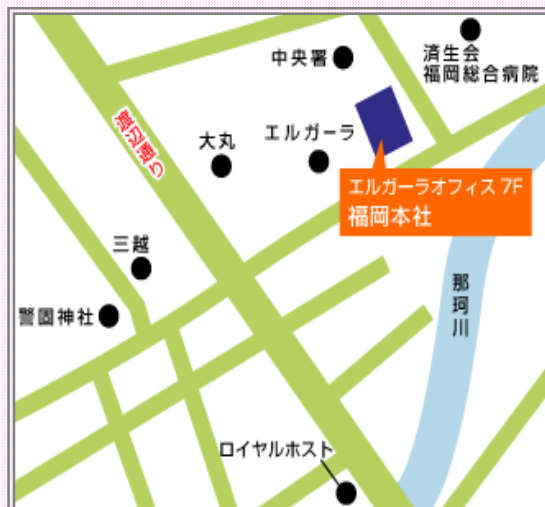 中央署
済生会
福岡総合病院
渡辺通り
大丸
エルガーラ
エルガーラオフィス 7F
福岡本社
三越
警固神社
那珂川
ロイヤルホスト